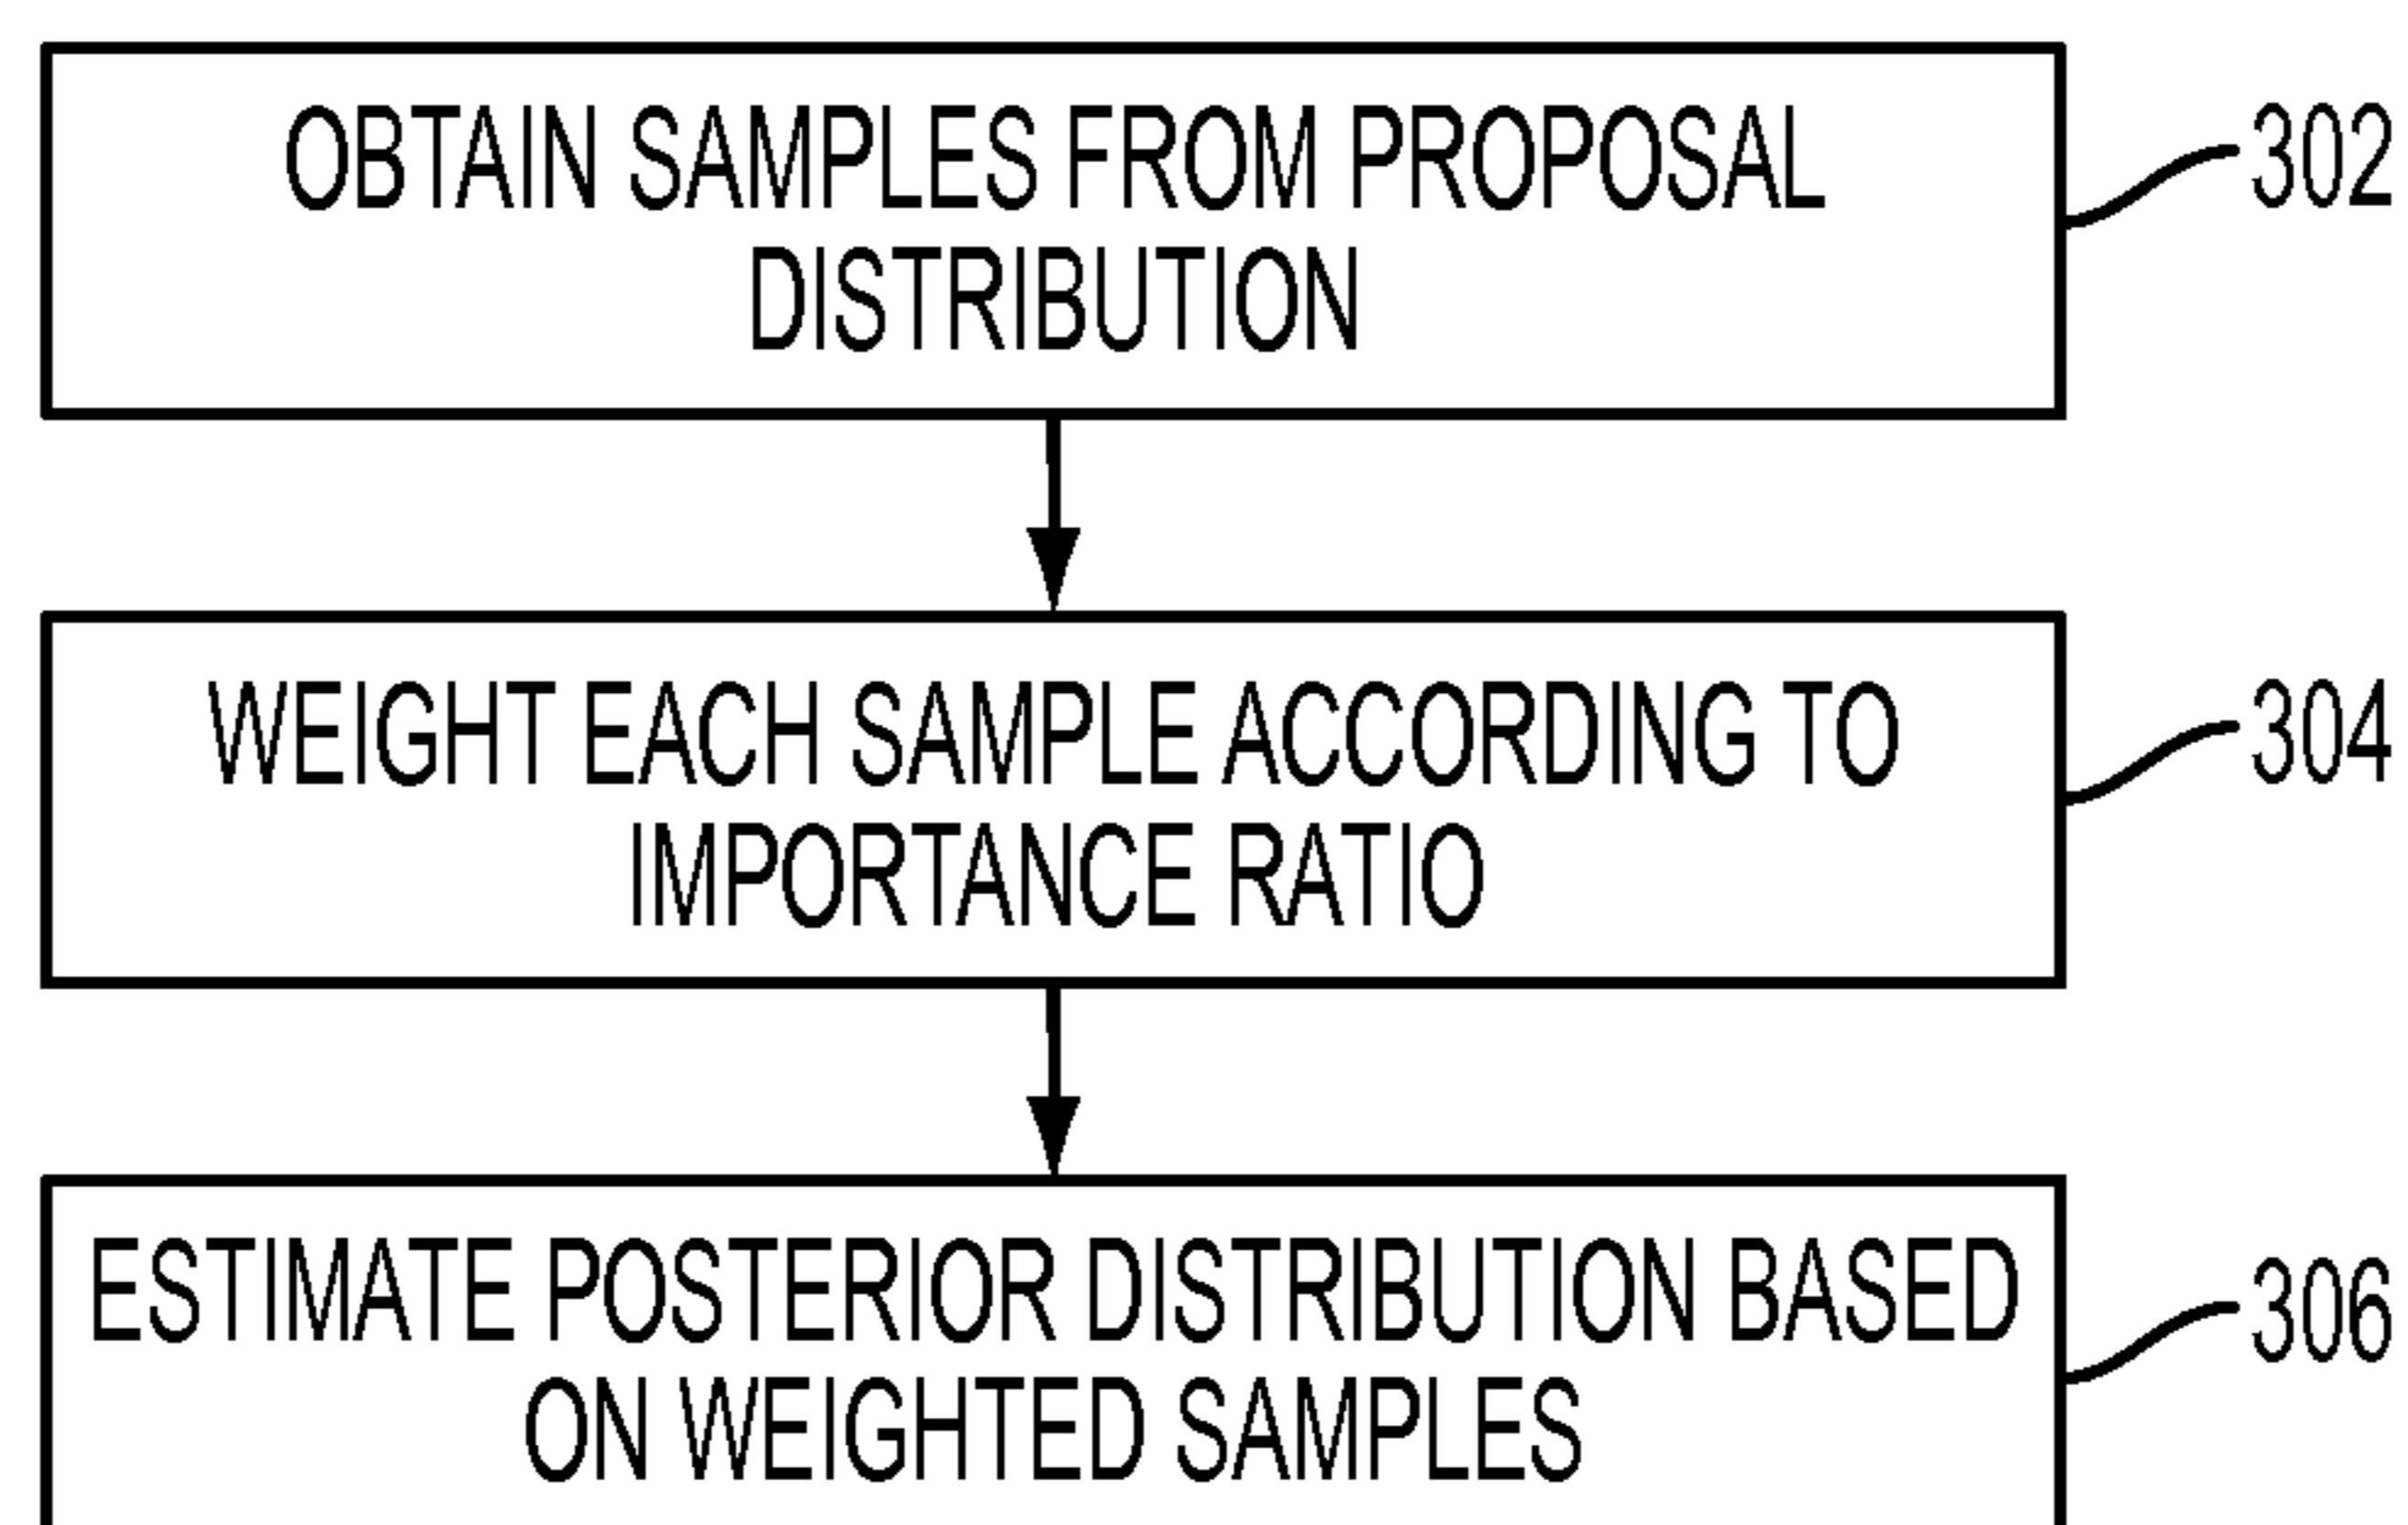 OBTAIN SAMPLES FROM PROPOSAL
DISTRIBUTION
302
WEIGHT EACH SAMPLE ACCORDING TO
IMPORTANCE RATIO
304
ESTIMATE POSTERIOR DISTRIBUTION BASED
ON WEIGHTED SAMPLES
306